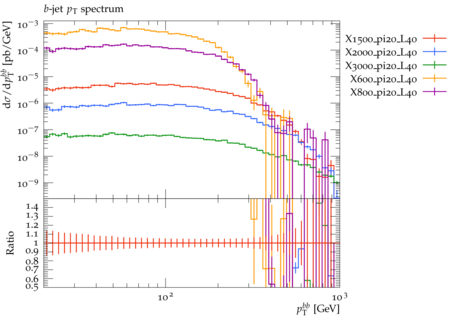 b-jet pT spectrum
dσ/dp_T^bb [pb/GeV]
10−3
10−4
10−5
10−6
10−7
10−8
10−9
X1500_pi20_L40
X2000_pi20_L40
X3000_pi20_L40
X600_pi20_L40
X800_pi20_L40
Ratio
1.4
1.3
1.2
1.1
1
0.9
0.8
0.7
0.6
0.5
10^2
10^3
p_T^bb [GeV]